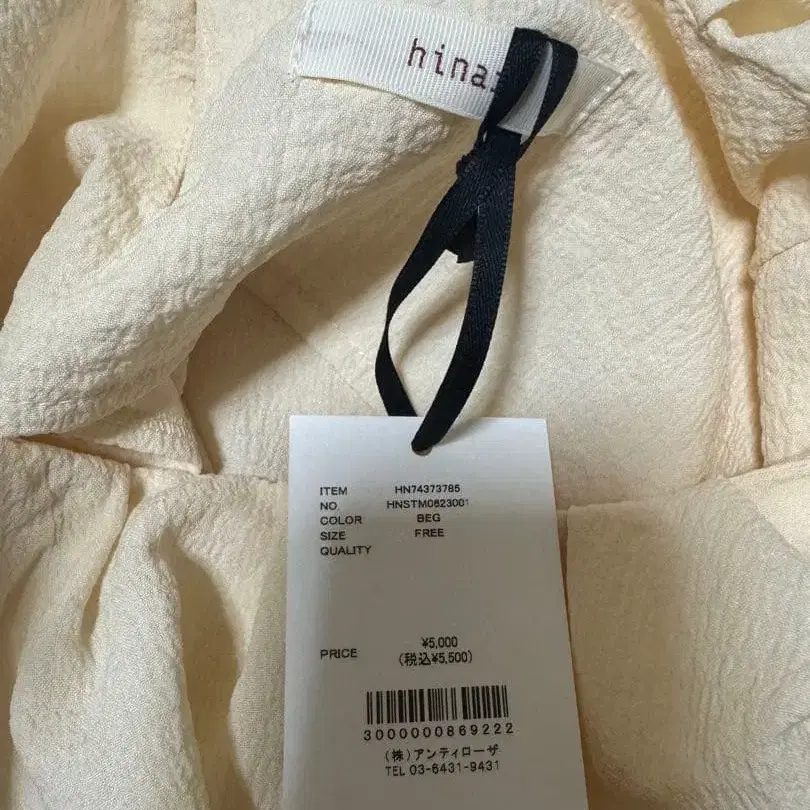 hina
ITEM HN74373785
NO. HNSTM0823001
COLOR BEG
SIZE FREE
QUALITY
PRICE ¥5,000
(税込¥5,500)
3000000869222
(株)アンティローザ
TEL 03-6431-9431